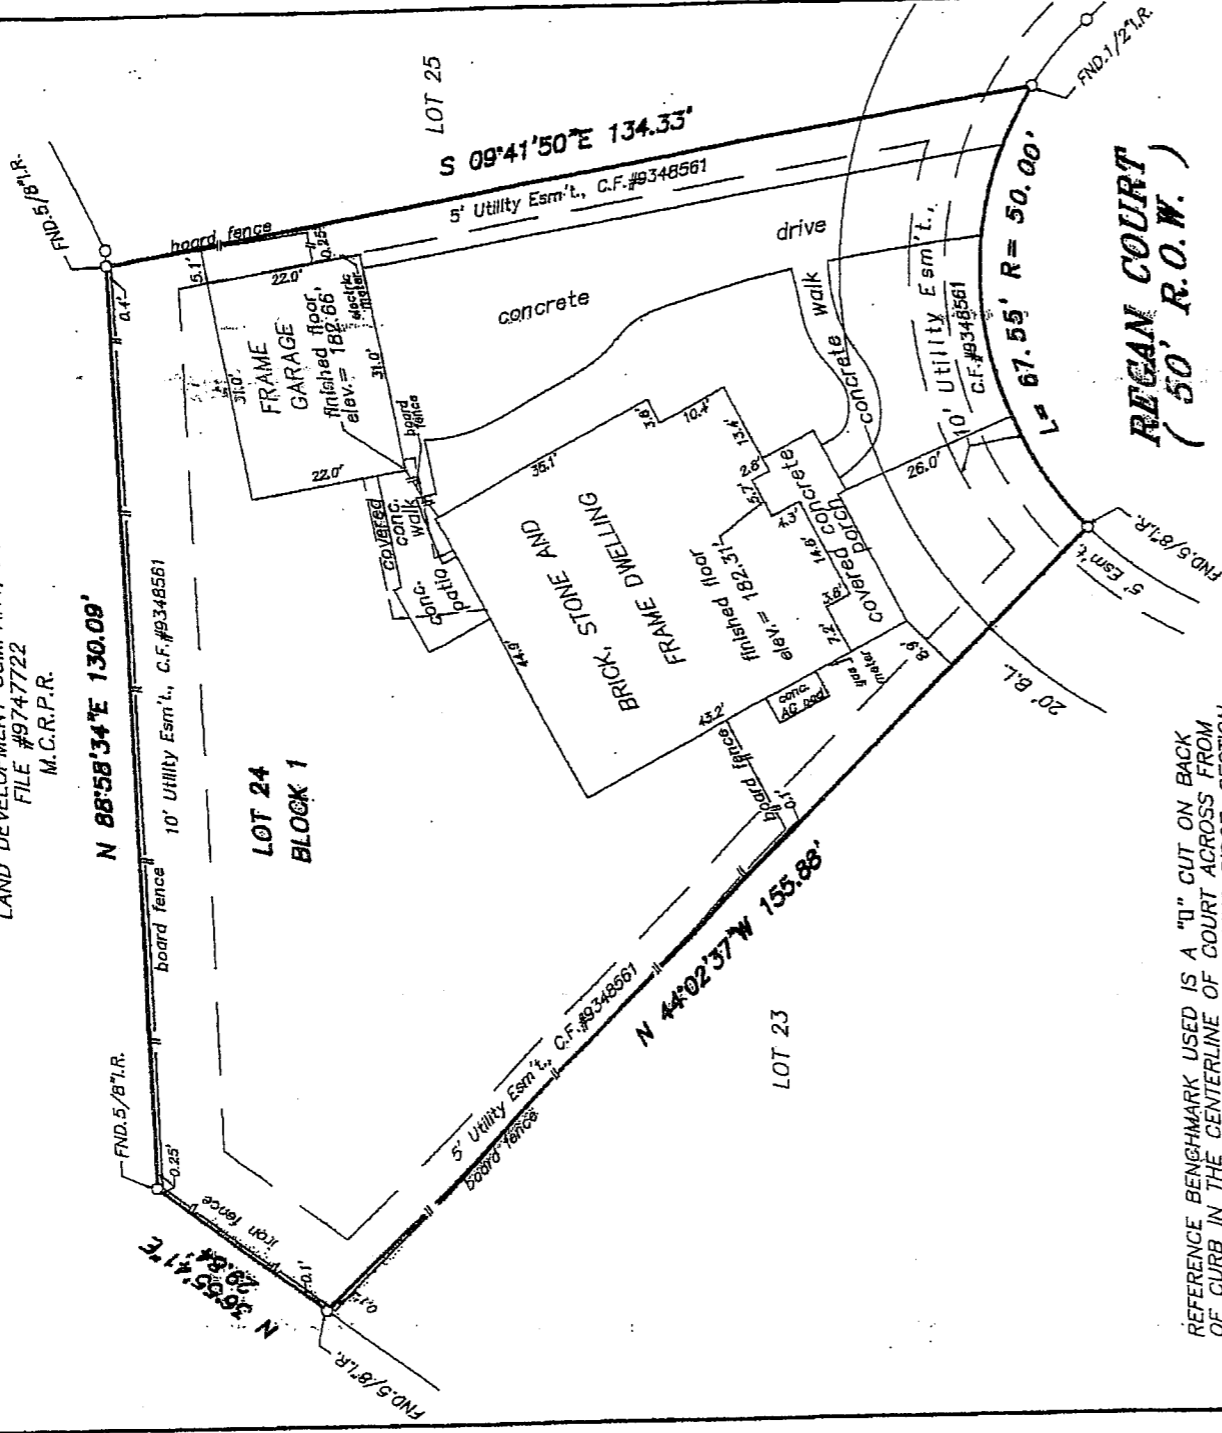 FILE #9747722
M.C.R.P.R.
N 88°58'34"E 130.09'
10' Utility Esm't., C.F.#9348561
board fence
LOT 24
BLOCK 1
FND.5/8"I.R.
0.25'
iron fence
N 36°55'41"E
29.84'
0.1'
FND.5/8"I.R.
5' Utility Esm't., C.F.#9348561
board fence
N 44°02'37"W 155.88'
LOT 23
FND.5/8"I.R.
0.4'
board fence
5.1'
22.0'
0.25'
electric
meter
FRAME
GARAGE
finished floor
elev.= 182.66'
31.0'
31.0'
22.0'
board
fence
covered
conc.
walk
conc.
patio
LOT 25
S 09°41'50"E 134.33'
5' Utility Esm't., C.F.#9348561
concrete
drive
concrete
walk
35.1'
3.8'
10.4'
13.4'
2.8'
5.7'
4.3'
14.6'
3.6'
7.2'
8.9'
44.9'
43.2'
BRICK, STONE AND
FRAME DWELLING
finished floor
elev.= 182.31'
covered concrete
porch
gas
meter
conc.
AC pad
board fence
0.1'
26.0'
10' Utility Esm't.,
C.F.#9348561
L= 67.55' R= 50.00'
FND.1/2"I.R.
FND.5/8"I.R.
5' Esm't.
20' B.L.
REGAN COURT
( 50' R.O.W. )
REFERENCE BENCHMARK USED IS A "□" CUT ON BACK
OF CURB IN THE CENTERLINE OF COURT ACROSS FROM